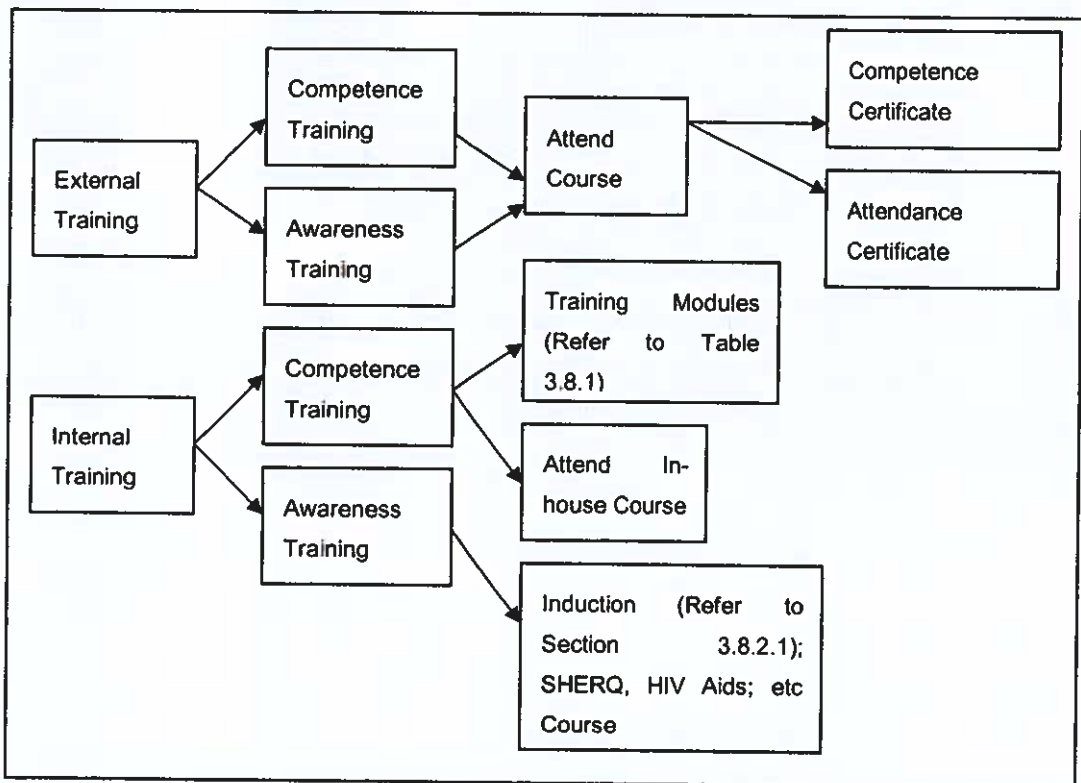 External
Training
Competence
Training
Awareness
Training
Attend
Course
Competence
Certificate
Attendance
Certificate
Internal
Training
Competence
Training
Awareness
Training
Training Modules
(Refer to Table
3.8.1)
Attend In-
house Course
Induction (Refer to
Section 3.8.2.1);
SHERQ, HIV Aids; etc
Course